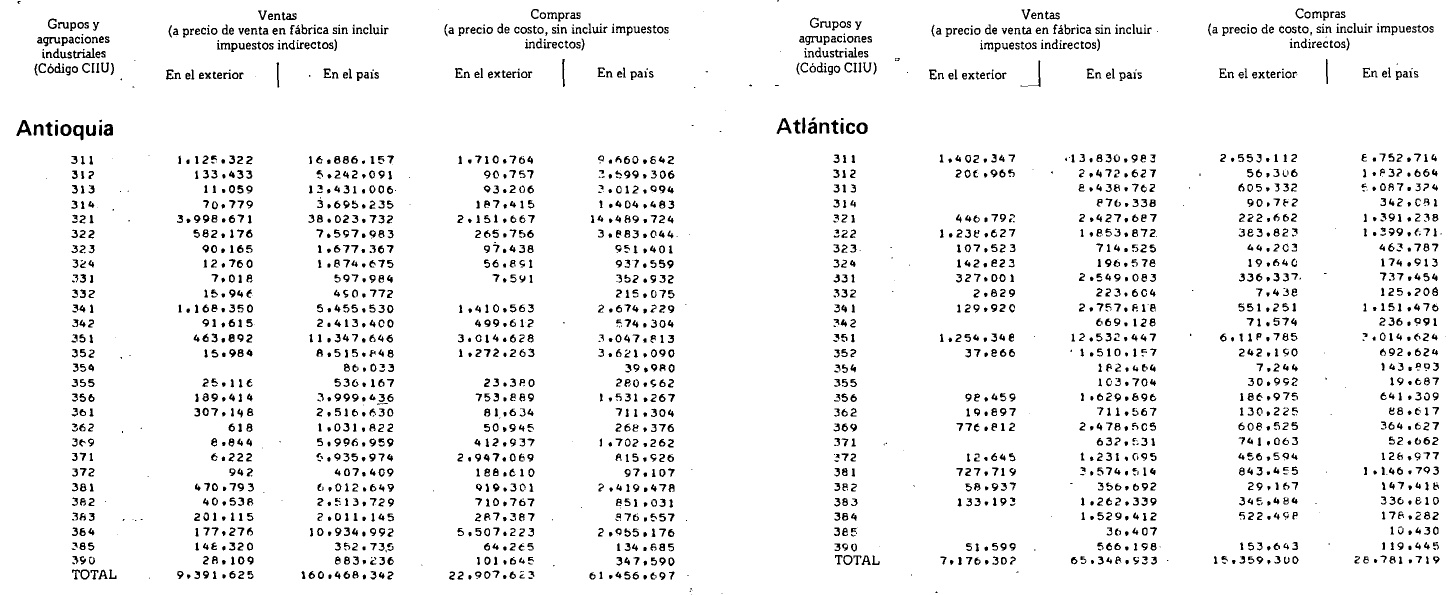 Grupos y agrupaciones industriales (Código CIIU)
Ventas (a precio de venta en fábrica sin incluir impuestos indirectos)
Compras (a precio de costo, sin incluir impuestos indirectos)
En el exterior En el país En el exterior En el país
Antioquia
311 1.125.322 16.886.157 1.710.764 9.660.642
312 133.433 5.242.091 90.757 3.599.306
313 11.059 13.431.006 93.206 3.012.994
314 70.779 3.695.235 187.415 1.404.483
321 3.998.671 38.023.732 2.151.667 14.489.724
322 582.176 7.597.983 265.756 3.883.044
323 90.165 1.677.367 97.438 951.401
324 12.760 1.874.675 56.891 937.559
331 7.018 597.984 7.591 352.932
332 15.946 450.772 215.075
341 1.168.350 5.455.530 1.410.563 2.674.229
342 91.615 2.413.400 499.612 574.304
351 463.892 11.347.646 3.014.628 3.047.813
352 15.984 8.515.848 1.272.263 3.621.090
354 86.033 39.980
355 25.116 536.167 23.380 280.962
356 189.414 3.999.436 753.889 1.531.267
361 307.148 2.516.630 81.634 711.304
362 618 1.031.822 50.945 268.376
369 8.844 5.996.959 412.937 1.702.262
371 6.222 5.935.974 2.947.069 815.926
372 942 407.409 188.610 97.107
381 470.793 6.012.649 919.301 2.419.478
382 40.538 2.513.729 710.767 851.031
383 201.115 2.011.145 287.387 876.557
384 177.276 10.934.992 5.507.223 2.955.176
385 148.320 352.735 64.265 134.885
390 28.109 883.236 101.645 347.590
TOTAL 9.391.625 160.468.342 22.907.623 61.456.697
Grupos y agrupaciones industriales (Código CIIU)
Ventas (a precio de venta en fábrica sin incluir impuestos indirectos)
Compras (a precio de costo, sin incluir impuestos indirectos)
En el exterior En el país En el exterior En el país
Atlántico
311 1.402.347 13.830.983 2.553.112 8.752.714
312 206.965 2.472.627 56.306 1.832.664
313 8.438.762 605.332 5.087.324
314 876.338 90.782 342.081
321 446.792 2.427.687 222.662 1.391.238
322 1.238.627 1.853.872 383.823 1.399.671
323 107.523 714.525 44.203 463.787
324 142.823 196.578 19.640 174.913
331 327.001 2.549.083 336.337 737.454
332 2.829 223.604 7.438 125.208
341 129.920 2.757.818 551.251 1.151.476
342 669.128 71.574 236.991
351 1.254.348 12.532.447 6.118.785 3.014.624
352 37.866 1.510.157 242.190 692.624
354 182.464 7.244 143.893
355 103.704 30.992 19.687
356 98.459 1.629.896 186.975 641.309
362 19.897 711.567 130.225 88.617
369 776.812 2.478.505 608.525 364.627
371 632.531 741.063 52.662
372 12.645 1.231.095 456.594 126.977
381 727.719 3.574.514 843.455 1.146.793
382 58.937 356.692 29.167 147.418
383 133.193 1.262.339 345.484 336.810
384 1.529.412 522.498 178.282
385 36.407 10.430
390 51.599 566.198 153.643 119.445
TOTAL 7.176.302 65.348.933 15.359.300 28.781.719